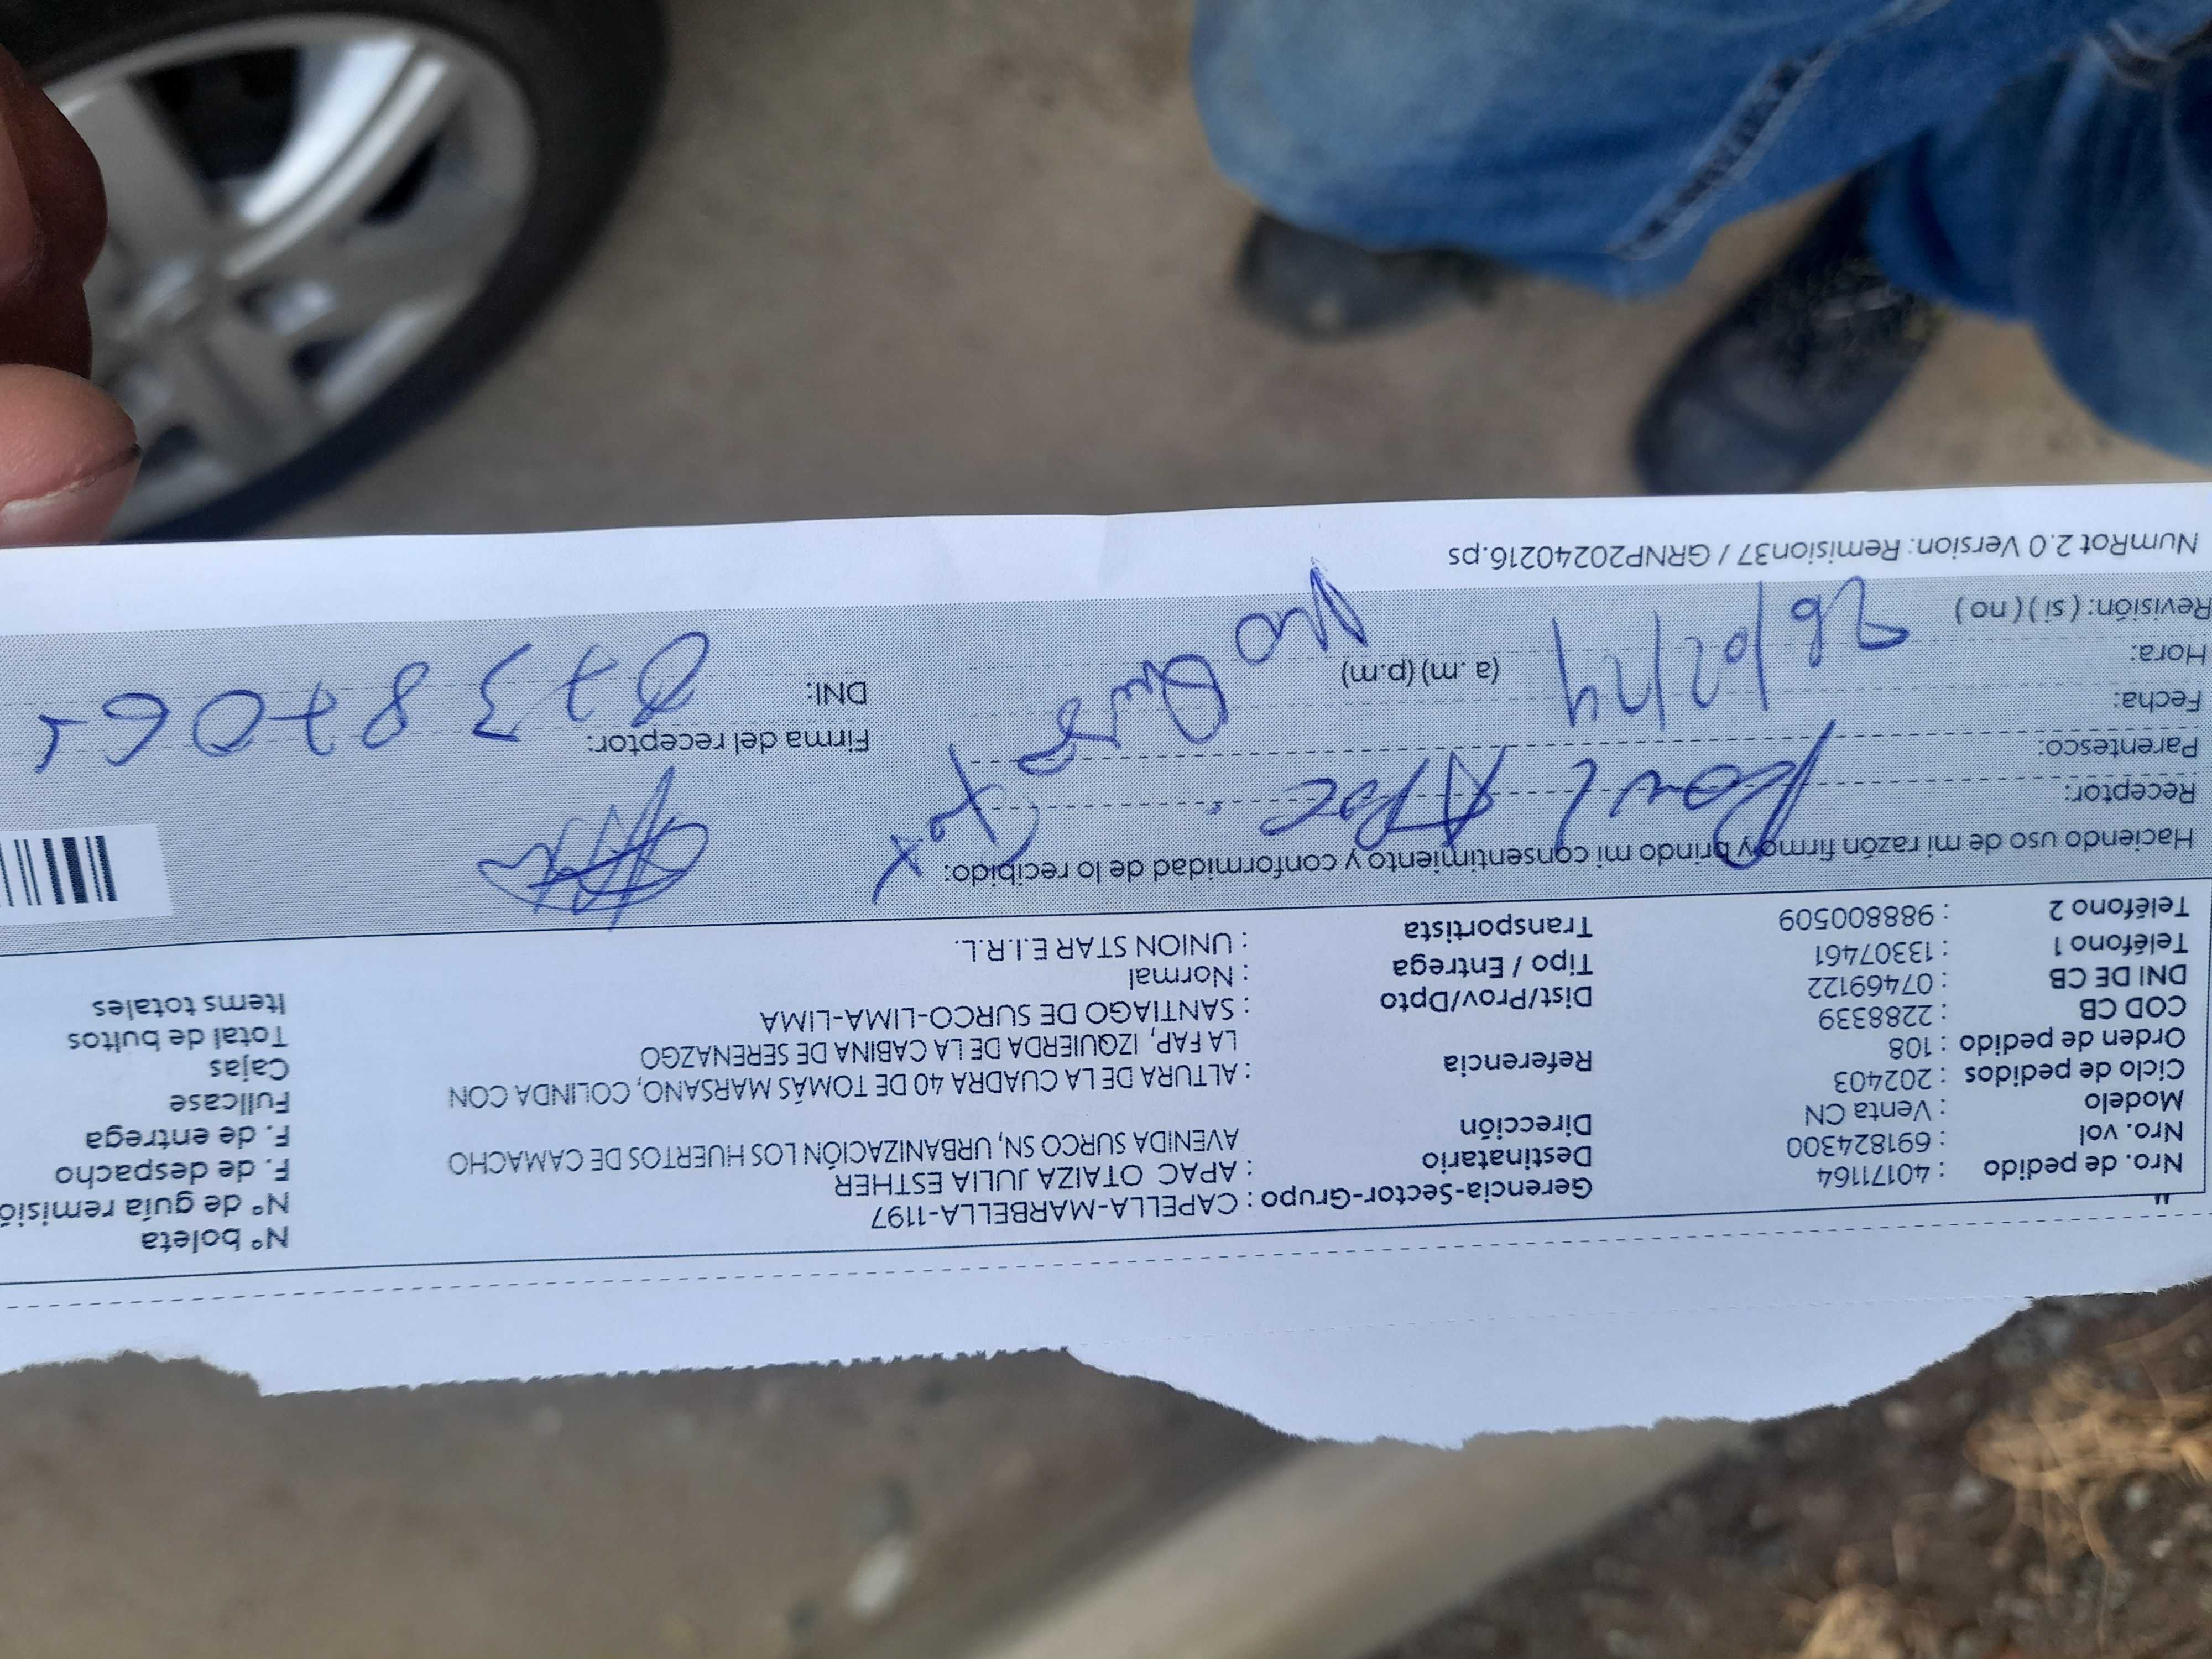 Nº boleta
Gerencia-Sector-Grupo : CAPELLA-MARBELLA-1197
Nº de guía remisió
Nro. de pedido : 40171164
Destinatario : APAC OTAIZA JULIA ESTHER
F. de despacho
Nro. vol : 691824300
Dirección : AVENIDA SURCO SN, URBANIZACIÓN LOS HUERTOS DE CAMACHO
F. de entrega
Modelo : Venta CN
Fullcase
Ciclo de pedidos : 202403
Referencia : ALTURA DE LA CUADRA 40 DE TOMÁS MARSANO, COLINDA CON
LA FAP, IZQUIERDA DE LA CABINA DE SERENAZGO
Cajas
Orden de pedido : 108
Total de bultos
COD CB : 2288339
Dist/Prov/Dpto : SANTIAGO DE SURCO-LIMA-LIMA
Items totales
DNI DE CB : 07469122
Tipo / Entrega : Normal
Teléfono 1 : 13307461
Transportista : UNION STAR E.I.R.L.
Teléfono 2 : 988800509
Haciendo uso de mi razón firmo y brindo mi consentimiento y conformidad de lo recibido:
Receptor: Raul Apac
Parentesco:
Firma del receptor:
Fecha: 26/02/24
DNI: 07387065
Hora: (a. m) (p.m)
Revisión: ( si ) ( no )
NumRot 2.0 Version: Remision37 / GRNP20240216.ps